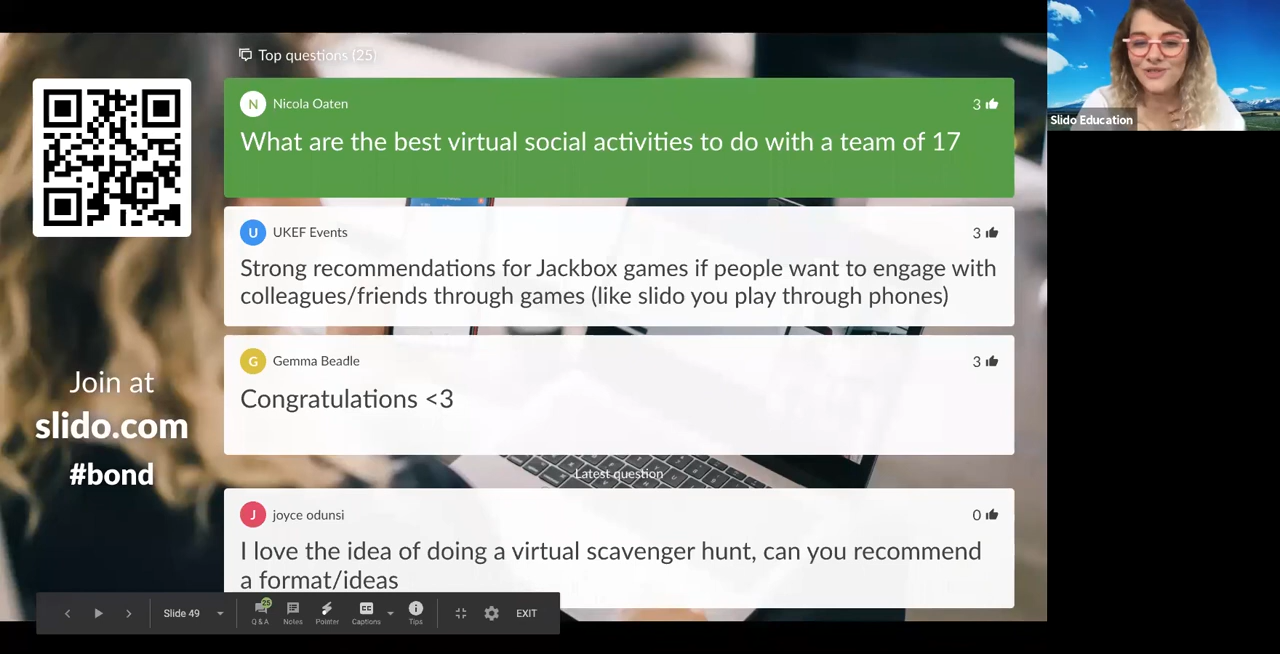 Top questions (25)
N Nicola Oaten 3
What are the best virtual social activities to do with a team of 17
U UKEF Events 3
Strong recommendations for Jackbox games if people want to engage with
colleagues/friends through games (like slido you play through phones)
G Gemma Beadle 3
Congratulations <3
Latest question
J joyce odunsi 0
I love the idea of doing a virtual scavenger hunt, can you recommend
a format/ideas
Join at
slido.com
#bond
Slide 49
25
Q & A Notes Pointer CC Captions Tips EXIT
Slido Education